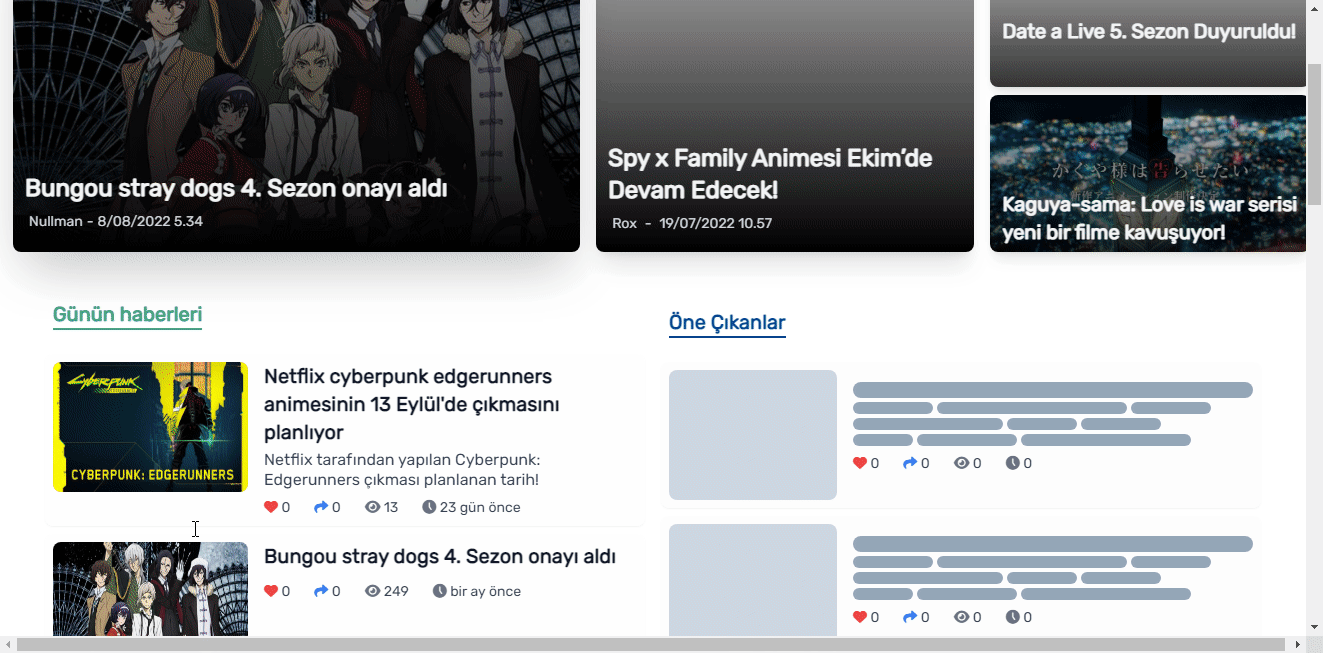 Bungou stray dogs 4. Sezon onayı aldı
Nullman - 8/08/2022 5.34
Spy x Family Animesi Ekim’de
Devam Edecek!
Rox - 19/07/2022 10.57
Date a Live 5. Sezon Duyuruldu!
かぐや様は告らせたい
Kaguya-sama: Love is war serisi
yeni bir filme kavuşuyor!
Günün haberleri
Cyberpunk
CYBERPUNK: EDGERUNNERS
Netflix cyberpunk edgerunners
animesinin 13 Eylül'de çıkmasını
planlıyor
Netflix tarafından yapılan Cyberpunk:
Edgerunners çıkması planlanan tarih!
0 0 13 23 gün önce
Bungou stray dogs 4. Sezon onayı aldı
0 0 249 bir ay önce
Öne Çıkanlar
0 0 0 0
0 0 0 0